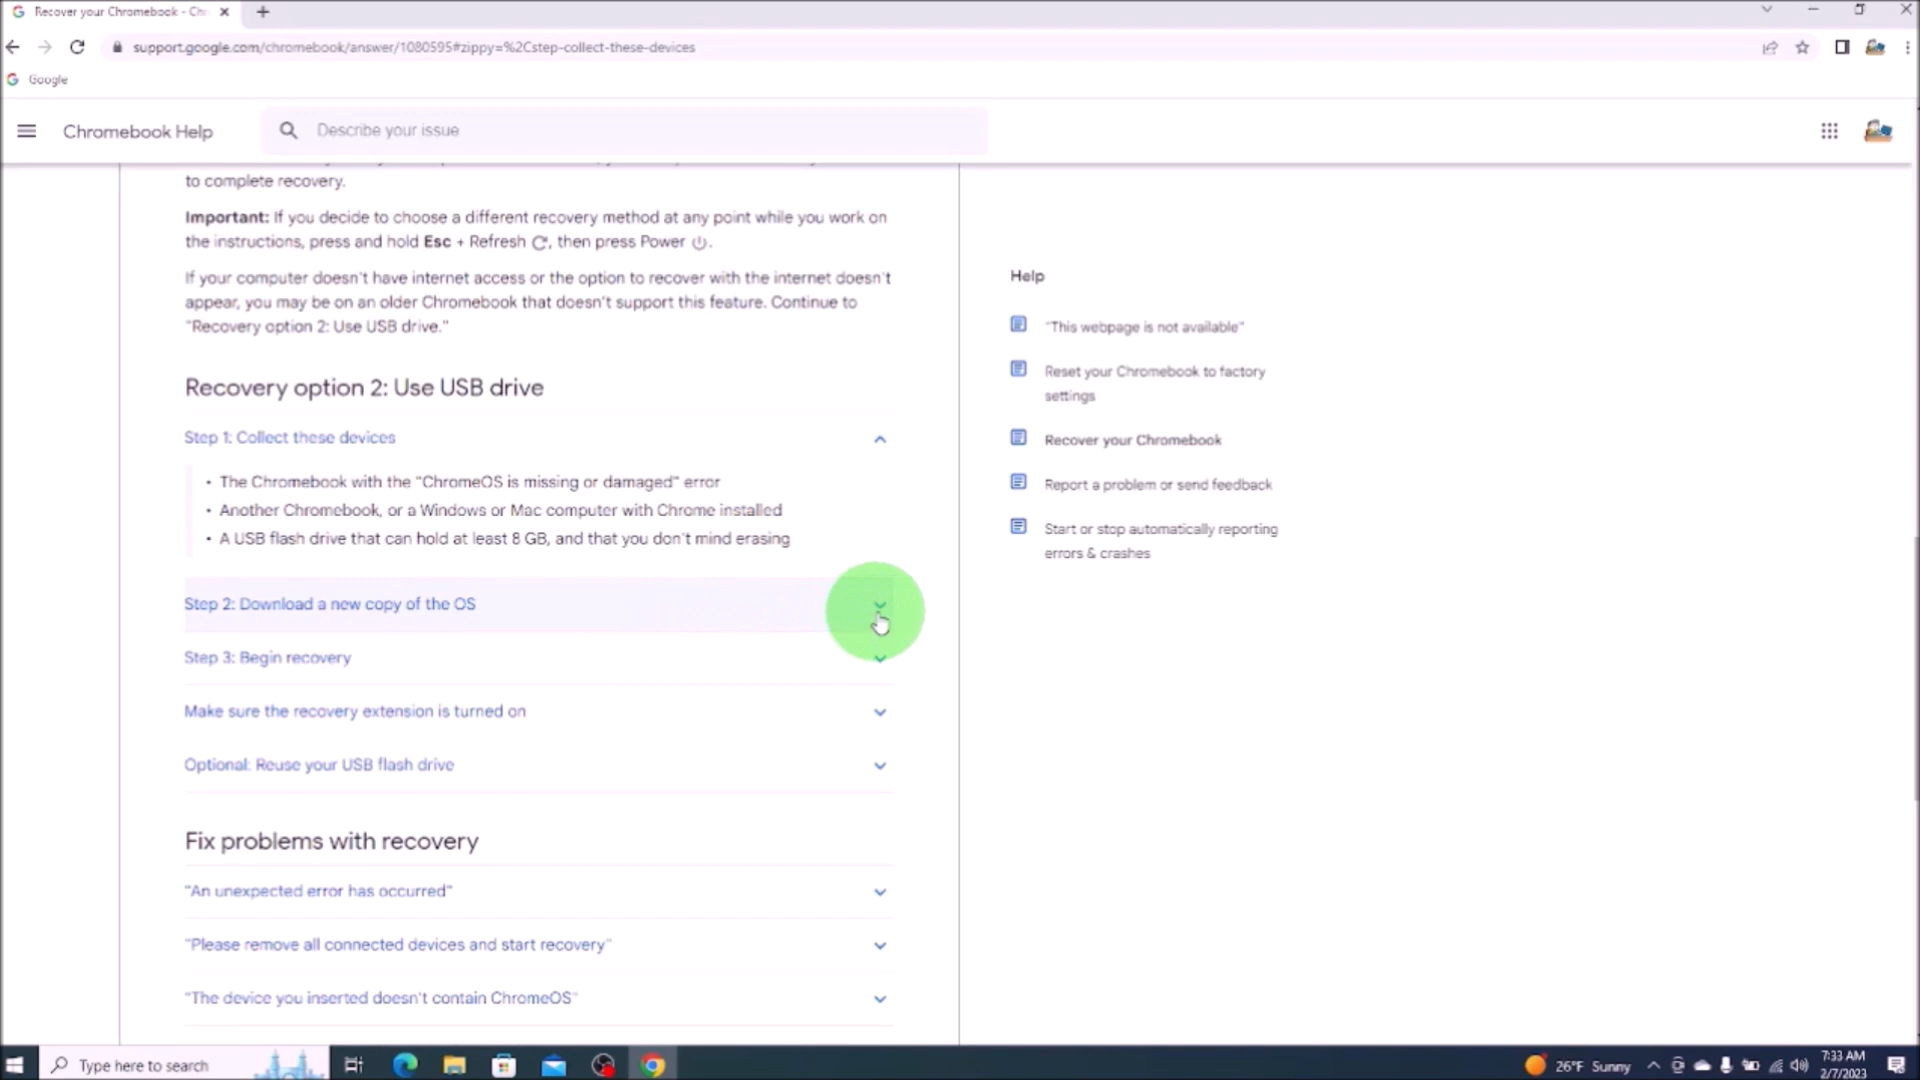 Recover your Chromebook - Chr
support.google.com/chromebook/answer/1080595#zippy=%2Cstep-collect-these-devices
Google
Chromebook Help
Describe your issue
to complete recovery.
Important: If you decide to choose a different recovery method at any point while you work on
the instructions, press and hold Esc + Refresh , then press Power .
If your computer doesn't have internet access or the option to recover with the internet doesn't
appear, you may be on an older Chromebook that doesn't support this feature. Continue to
"Recovery option 2: Use USB drive."
Recovery option 2: Use USB drive
Step 1: Collect these devices
• The Chromebook with the "ChromeOS is missing or damaged" error
• Another Chromebook, or a Windows or Mac computer with Chrome installed
• A USB flash drive that can hold at least 8 GB, and that you don't mind erasing
Step 2: Download a new copy of the OS
Step 3: Begin recovery
Make sure the recovery extension is turned on
Optional: Reuse your USB flash drive
Fix problems with recovery
"An unexpected error has occurred"
"Please remove all connected devices and start recovery"
"The device you inserted doesn't contain ChromeOS"
Help
"This webpage is not available"
Reset your Chromebook to factory
settings
Recover your Chromebook
Report a problem or send feedback
Start or stop automatically reporting
errors & crashes
Type here to search
26°F Sunny
7:33 AM
2/7/2023